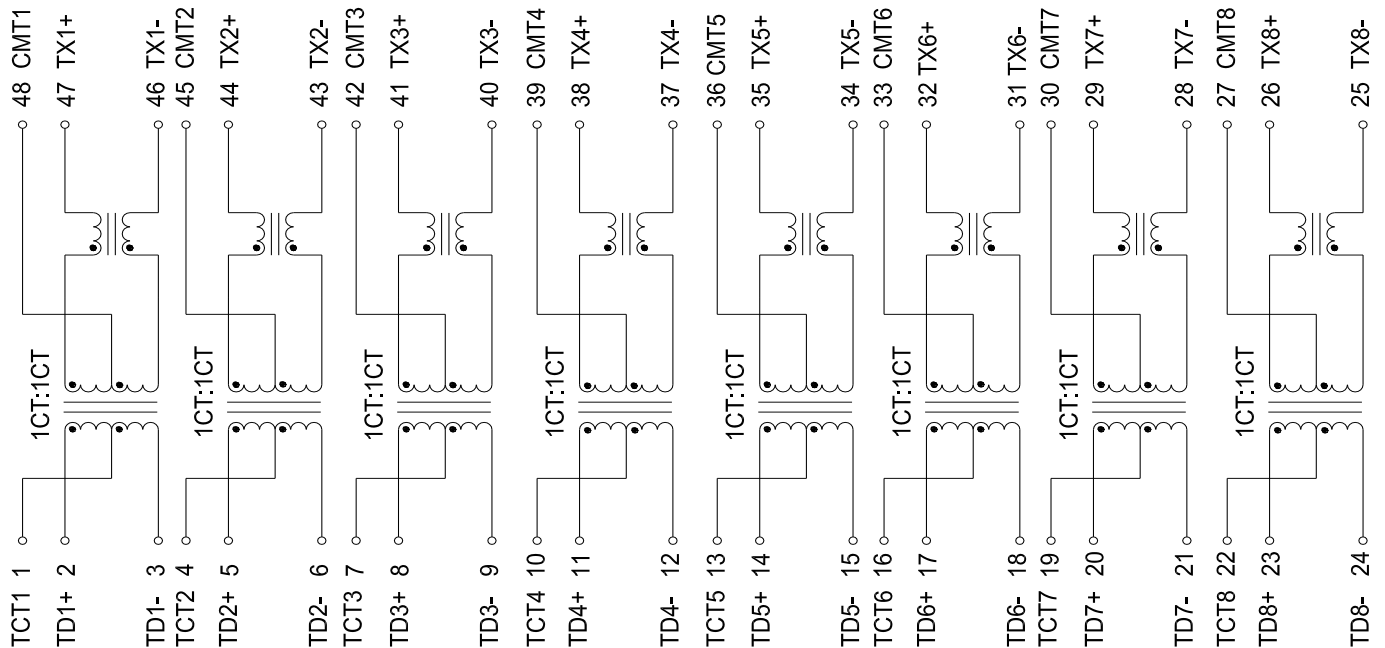 48 CMT1
47 TX1+
46 TX1-
45 CMT2
44 TX2+
43 TX2-
42 CMT3
41 TX3+
40 TX3-
39 CMT4
38 TX4+
37 TX4-
36 CMT5
35 TX5+
34 TX5-
33 CMT6
32 TX6+
31 TX6-
30 CMT7
29 TX7+
28 TX7-
27 CMT8
26 TX8+
25 TX8-
1CT:1CT
1CT:1CT
1CT:1CT
1CT:1CT
1CT:1CT
1CT:1CT
1CT:1CT
1CT:1CT
TCT1 1
TD1+ 2
TD1- 3
TCT2 4
TD2+ 5
TD2- 6
TCT3 7
TD3+ 8
TD3- 9
TCT4 10
TD4+ 11
TD4- 12
TCT5 13
TD5+ 14
TD5- 15
TCT6 16
TD6+ 17
TD6- 18
TCT7 19
TD7+ 20
TD7- 21
TCT8 22
TD8+ 23
TD8- 24